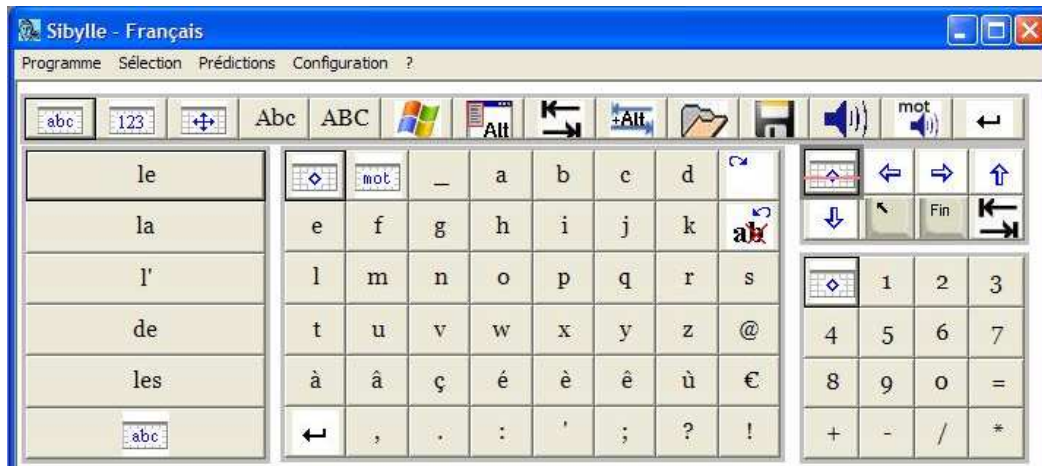 Sibylle - Français
Programme Sélection Prédictions Configuration ?
abc 123 Abc ABC Alt +Alt mot
le
la
l'
de
les
abc
mot _ a b c d
e f g h i j k ab
l m n o p q r s
t u v w x y z @
à â ç é è ê ù €
, . : ' ; ? !
Fin
1 2 3
4 5 6 7
8 9 0 =
+ - / *